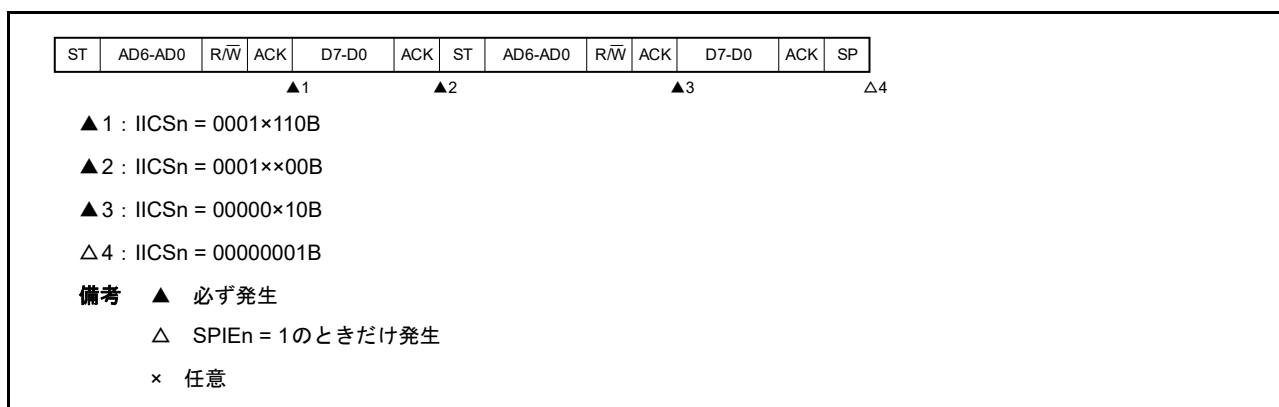 ST AD6-AD0 R/W̅ ACK D7-D0 ACK ST AD6-AD0 R/W̅ ACK D7-D0 ACK SP
▲1 ▲2 ▲3 △4
▲1：IICSn = 0001×110B
▲2：IICSn = 0001××00B
▲3：IICSn = 00000×10B
△4：IICSn = 00000001B
備考 ▲ 必ず発生
△ SPIEn = 1のときだけ発生
× 任意